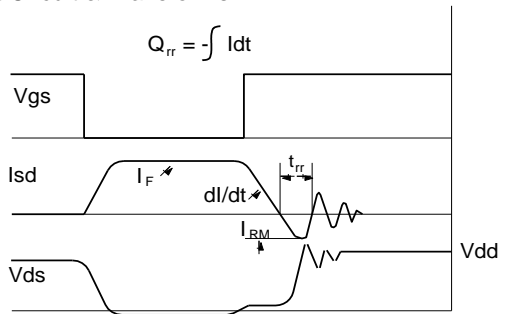 Qrr = -∫ Idt
Vgs
Isd
IF
dI/dt
trr
IRM
Vds
Vdd